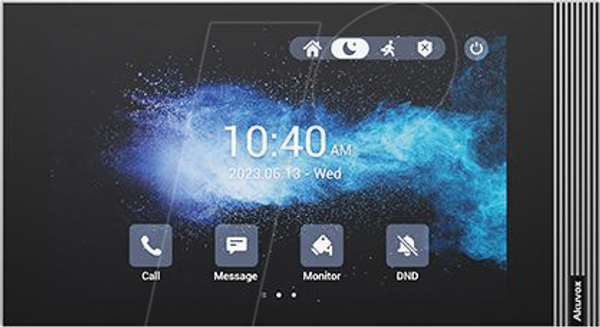 10:40 AM
2023.06.13 - Wed
Call
Message
Monitor
DND
Akuvox